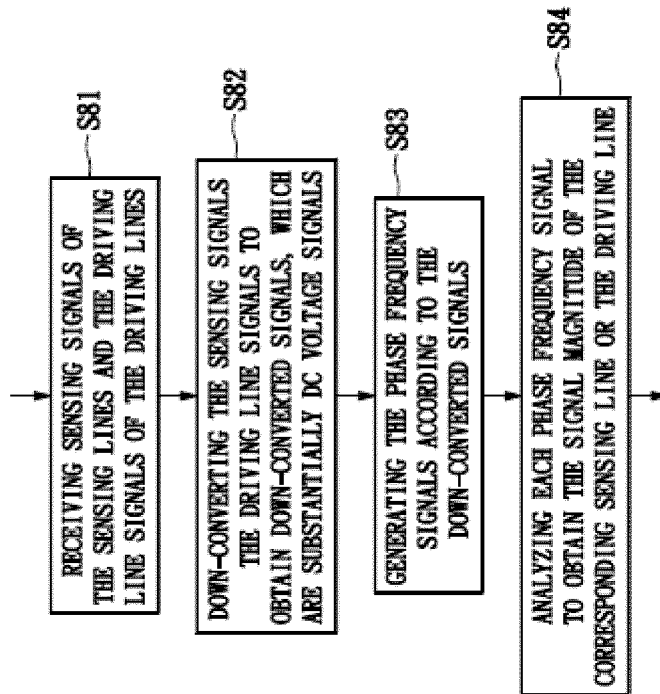 S81
RECEIVING SENSING SIGNALS OF
THE SENSING LINES AND THE DRIVING
LINE SIGNALS OF THE DRIVING LINES
S82
DOWN-CONVERTING THE SENSING SIGNALS
THE DRIVING LINE SIGNALS TO
OBTAIN DOWN-CONVERTED SIGNALS, WHICH
ARE SUBSTANTIALLY DC VOLTAGE SIGNALS
S83
GENERATING THE PHASE FREQUENCY
SIGNALS ACCORDING TO THE
DOWN-CONVERTED SIGNALS
S84
ANALYZING EACH PHASE FREQUENCY SIGNAL
TO OBTAIN THE SIGNAL MAGNITUDE OF THE
CORRESPONDING SENSING LINE OR THE DRIVING LINE